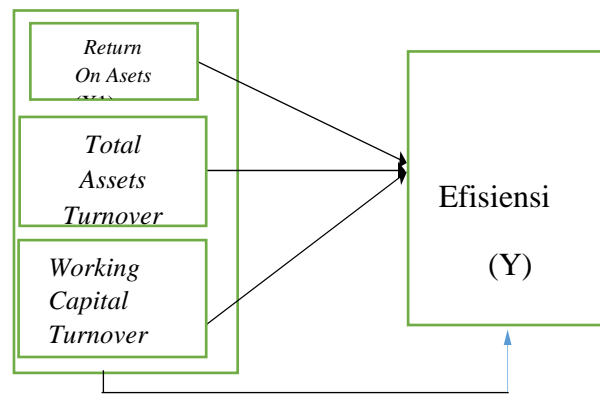 Return
On Asets
Total
Assets
Turnover
Working
Capital
Turnover
Efisiensi
(Y)